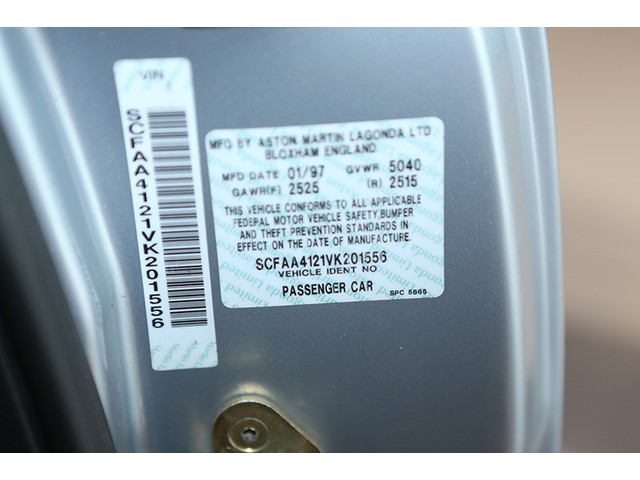 VIN
SCFAA4121VK201556
MFG BY ASTON MARTIN LAGONDA LTD
BLOXHAM ENGLAND
MFD DATE 01/97 GVWR 5040
GAWR(F) 2525 (R) 2515
THIS VEHICLE CONFORMS TO ALL APPLICABLE
FEDERAL MOTOR VEHICLE SAFETY,BUMPER
AND THEFT PREVENTION STANDARDS IN
EFFECT ON THE DATE OF MANUFACTURE.
SCFAA4121VK201556
VEHICLE IDENT NO
PASSENGER CAR
SPC 5865